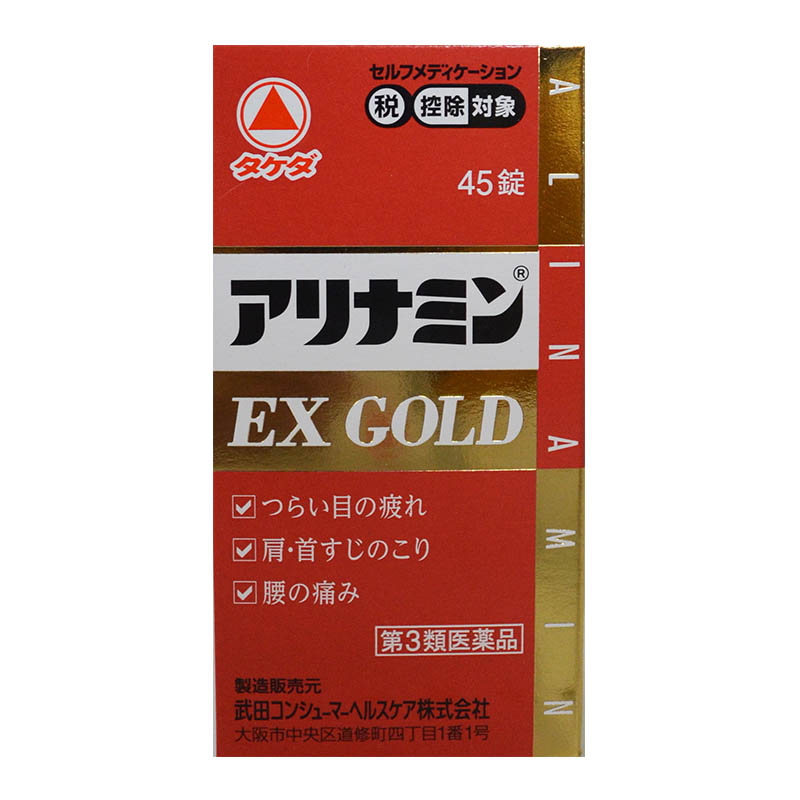 セルフメディケーション
税 控除対象
タケダ
45錠
アリナミン®
EX GOLD
つらい目の疲れ
肩・首すじのこり
腰の痛み
第3類医薬品
製造販売元
武田コンシューマーヘルスケア株式会社
大阪市中央区道修町四丁目1番1号
ALINAMIN